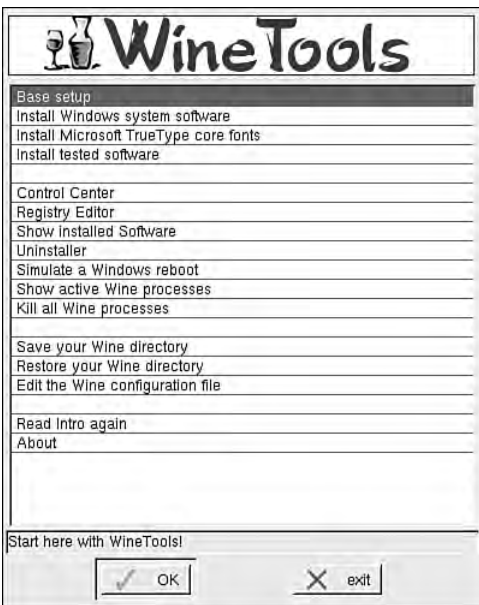 WineTools
Base setup
Install Windows system software
Install Microsoft TrueType core fonts
Install tested software
Control Center
Registry Editor
Show installed Software
Uninstaller
Simulate a Windows reboot
Show active Wine processes
Kill all Wine processes
Save your Wine directory
Restore your Wine directory
Edit the Wine configuration file
Read Intro again
About
Start here with WineTools!
OK
exit